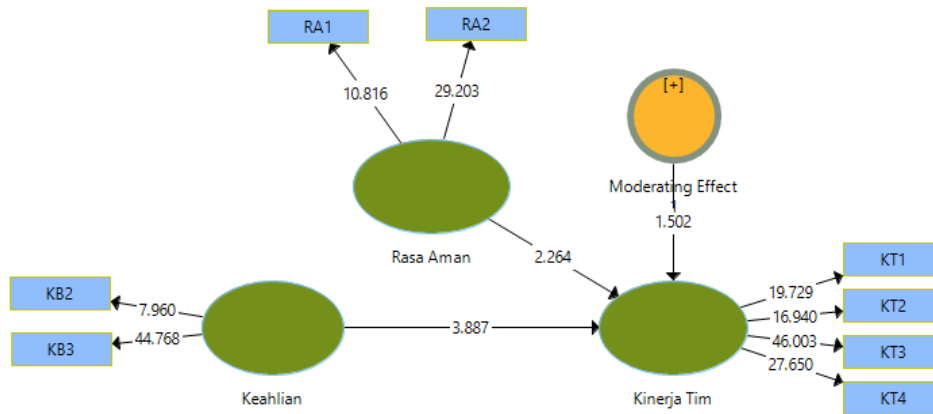 RA1
RA2
10.816
29.203
[+]
Moderating Effect
1
1.502
Rasa Aman
2.264
KT1
KB2
7.960
19.729
KT2
16.940
KB3
44.768
3.887
46.003
KT3
27.650
KT4
Keahlian
Kinerja Tim